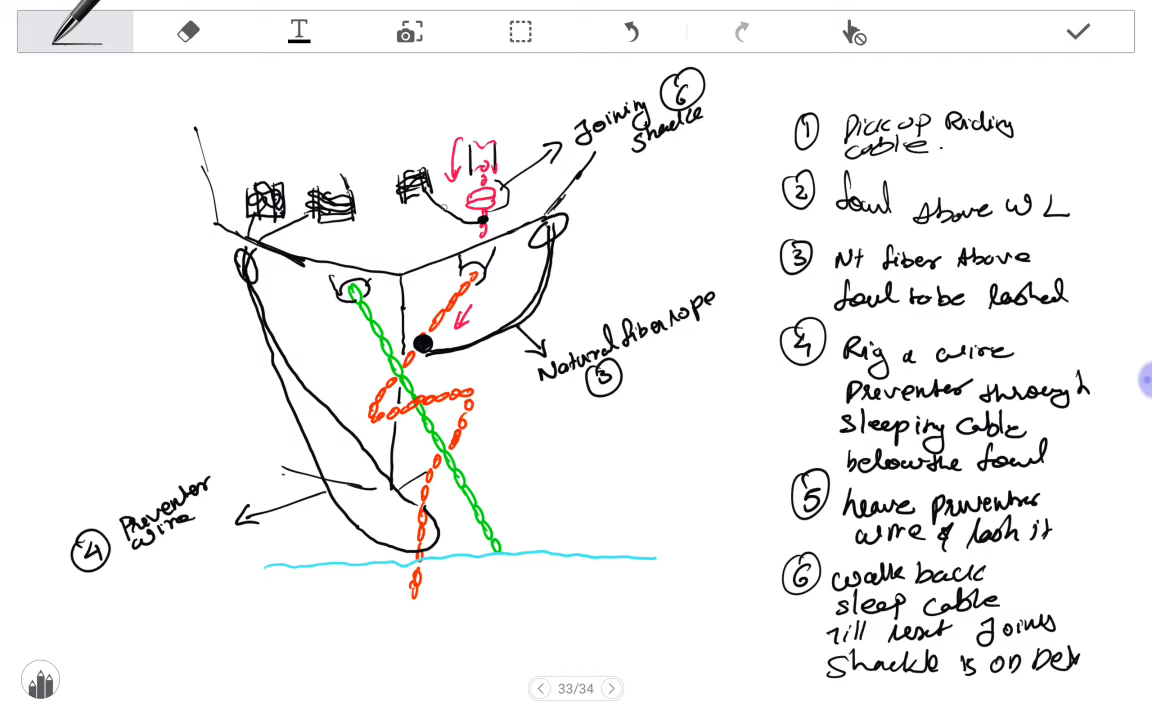 T
Joining 6
Shackle
Natural fiber rope
3
Preventer
wire
4
1 Pick up Riding
cable.
2 foul Above WL
3 Nt fiber Above
foul to be lashed
4 Rig a wire
Preventer through
sleeping cable
below the foul
5 heave preventer
wire & lash it
6 walk back
sleep cable
Till next Joining
Shackle is on Deck
33/34